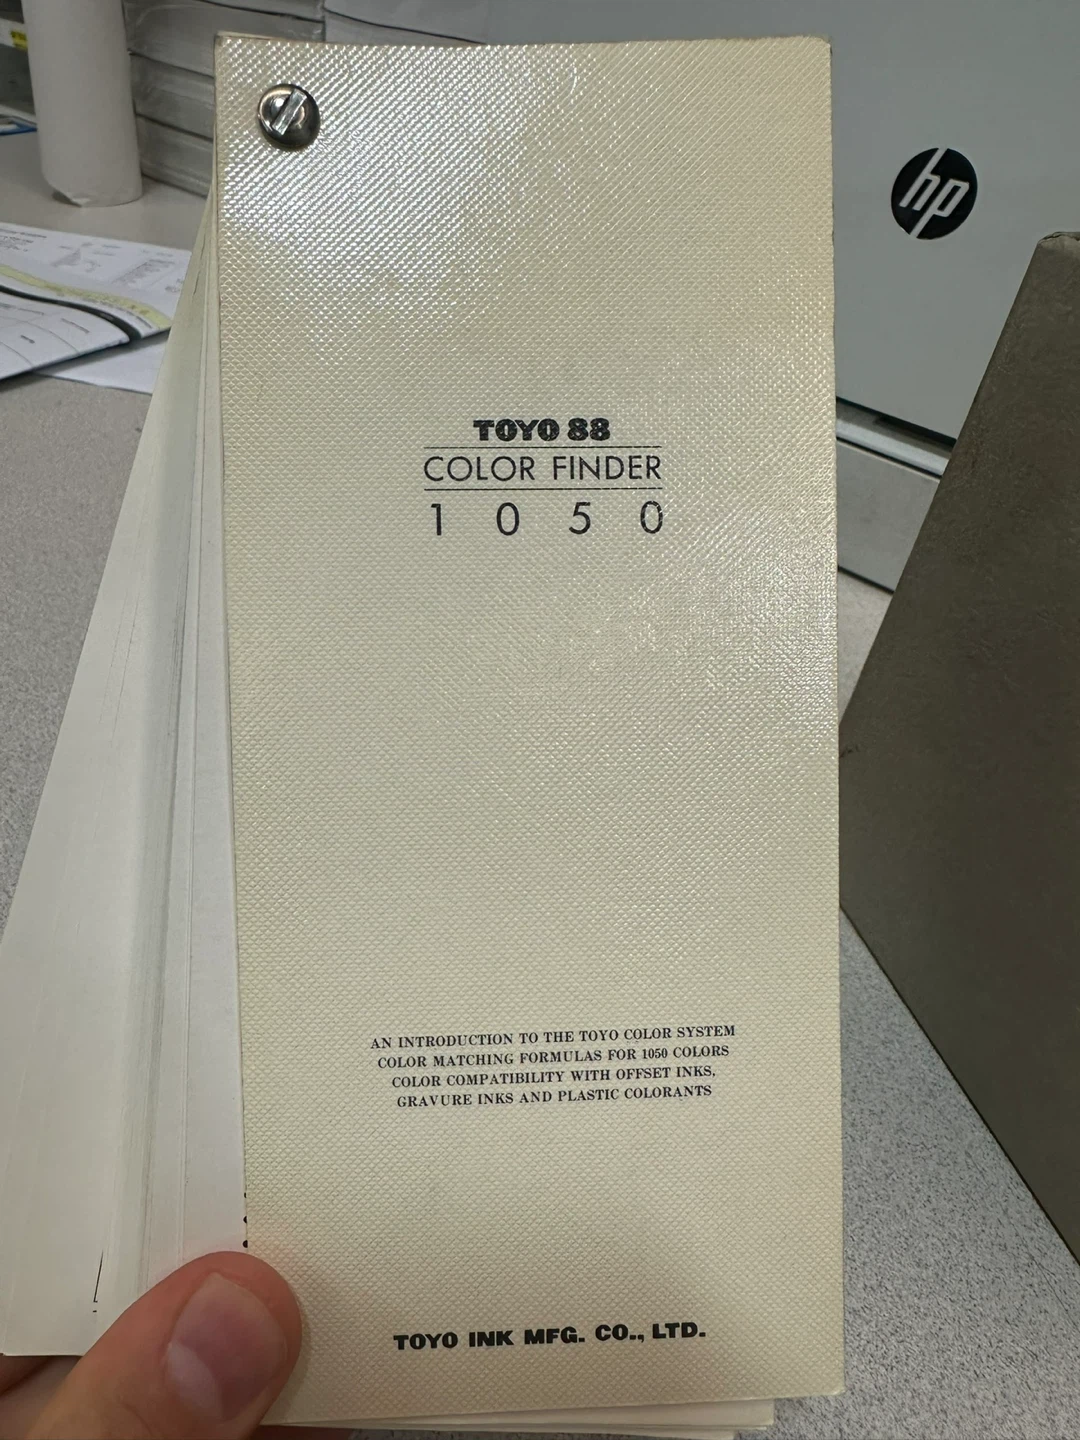 hp
TOYO 88
COLOR FINDER
1 0 5 0
AN INTRODUCTION TO THE TOYO COLOR SYSTEM
COLOR MATCHING FORMULAS FOR 1050 COLORS
COLOR COMPATIBILITY WITH OFFSET INKS,
GRAVURE INKS AND PLASTIC COLORANTS
TOYO INK MFG. CO., LTD.